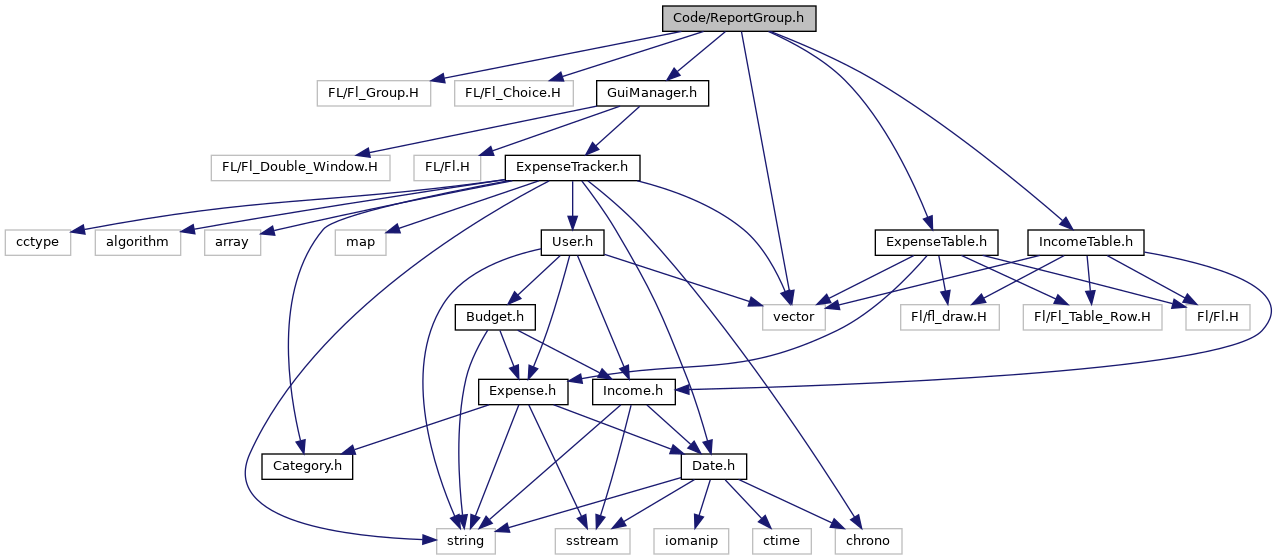 Code/ReportGroup.h
FL/Fl_Group.H
FL/Fl_Choice.H
GuiManager.h
FL/Fl_Double_Window.H
FL/Fl.H
ExpenseTracker.h
cctype
algorithm
array
map
User.h
ExpenseTable.h
IncomeTable.h
Budget.h
vector
Fl/fl_draw.H
Fl/Fl_Table_Row.H
Fl/Fl.H
Expense.h
Income.h
Category.h
Date.h
string
sstream
iomanip
ctime
chrono